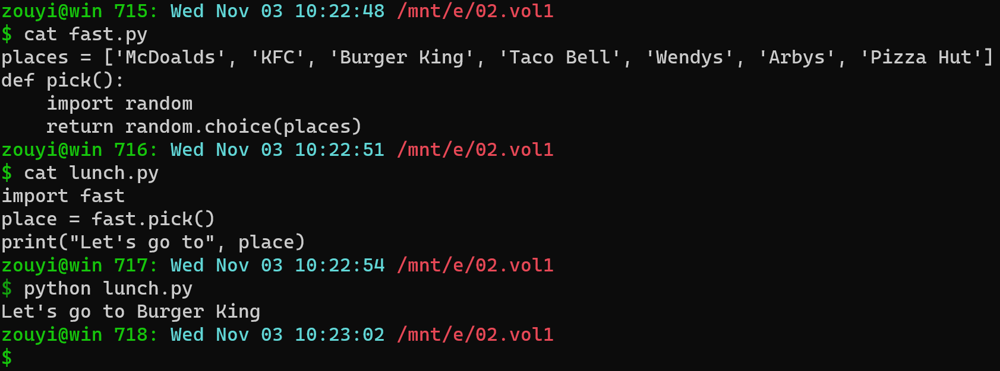 zouyi@win 715: Wed Nov 03 10:22:48 /mnt/e/02.vol1
$ cat fast.py
places = ['McDoalds', 'KFC', 'Burger King', 'Taco Bell', 'Wendys', 'Arbys', 'Pizza Hut']
def pick():
    import random
    return random.choice(places)
zouyi@win 716: Wed Nov 03 10:22:51 /mnt/e/02.vol1
$ cat lunch.py
import fast
place = fast.pick()
print("Let's go to", place)
zouyi@win 717: Wed Nov 03 10:22:54 /mnt/e/02.vol1
$ python lunch.py
Let's go to Burger King
zouyi@win 718: Wed Nov 03 10:23:02 /mnt/e/02.vol1
$